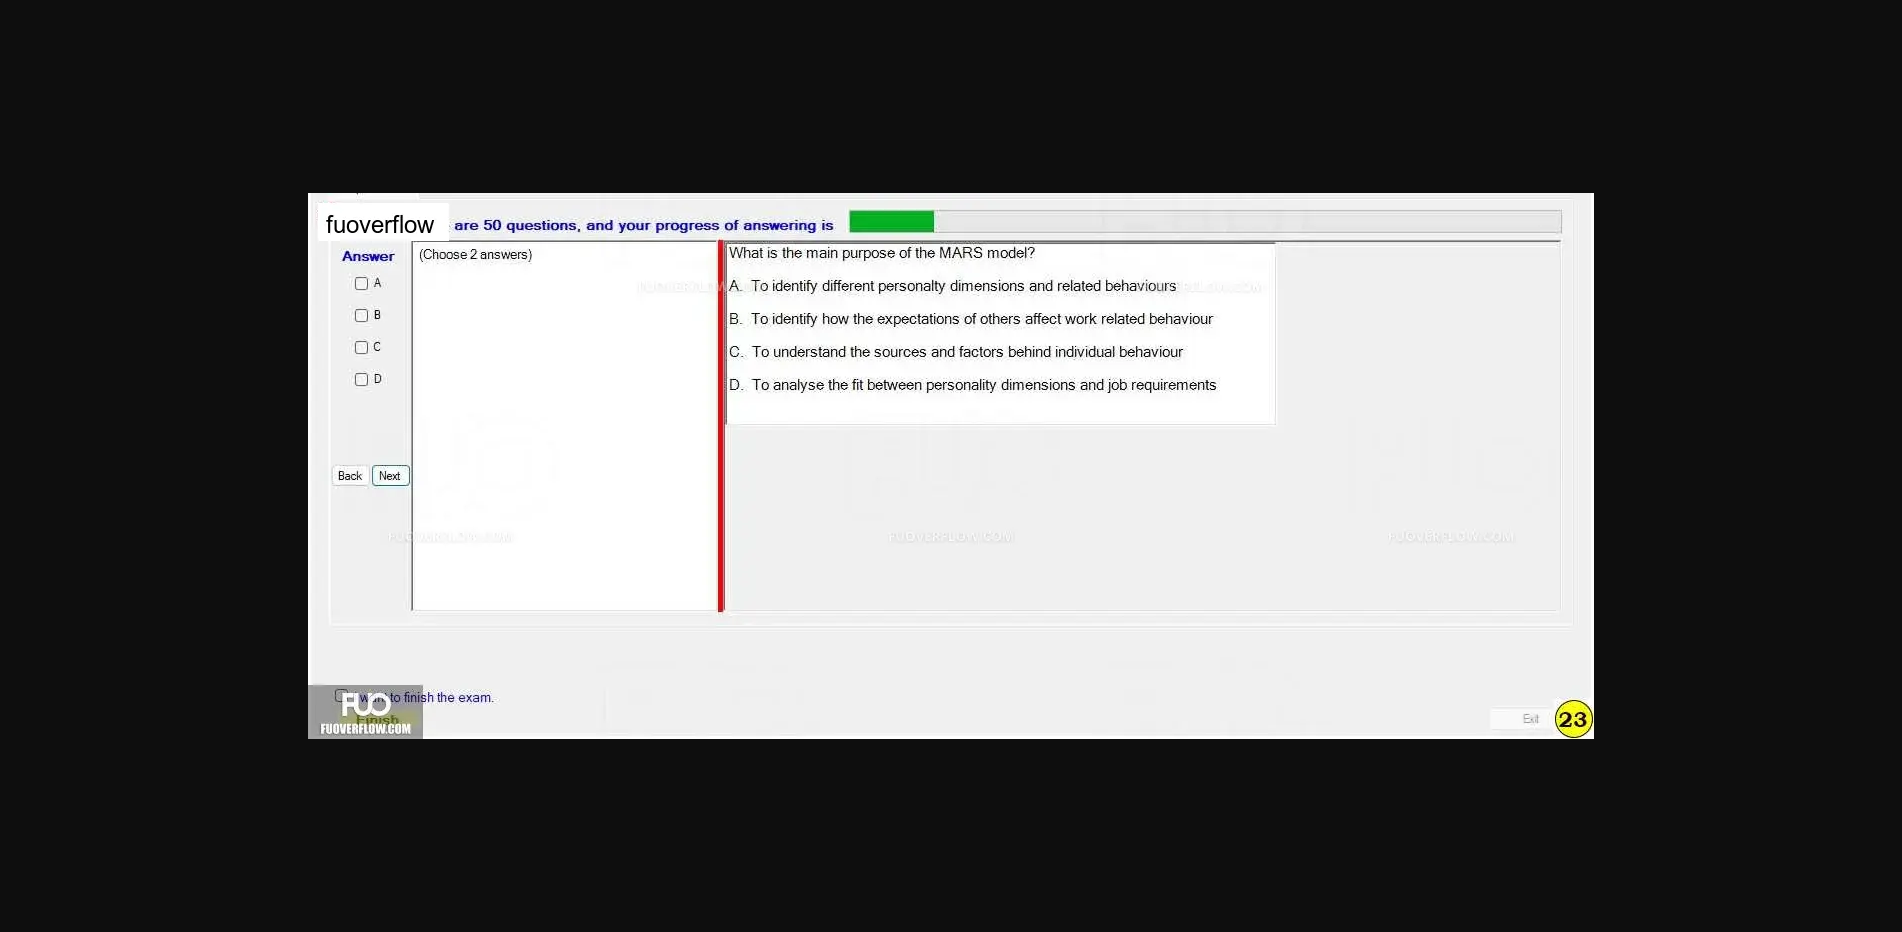 fuoverflow are 50 questions, and your progress of answering is
Answer
A
B
C
D
Back Next
(Choose 2 answers)
What is the main purpose of the MARS model?
A. To identify different personalty dimensions and related behaviours
B. To identify how the expectations of others affect work related behaviour
C. To understand the sources and factors behind individual behaviour
D. To analyse the fit between personality dimensions and job requirements
FUOVERFLOW.COM
FUOVERFLOW.COM
FUOVERFLOW.COM
want to finish the exam.
FUO
Finish
FUOVERFLOW.COM
Exit
23